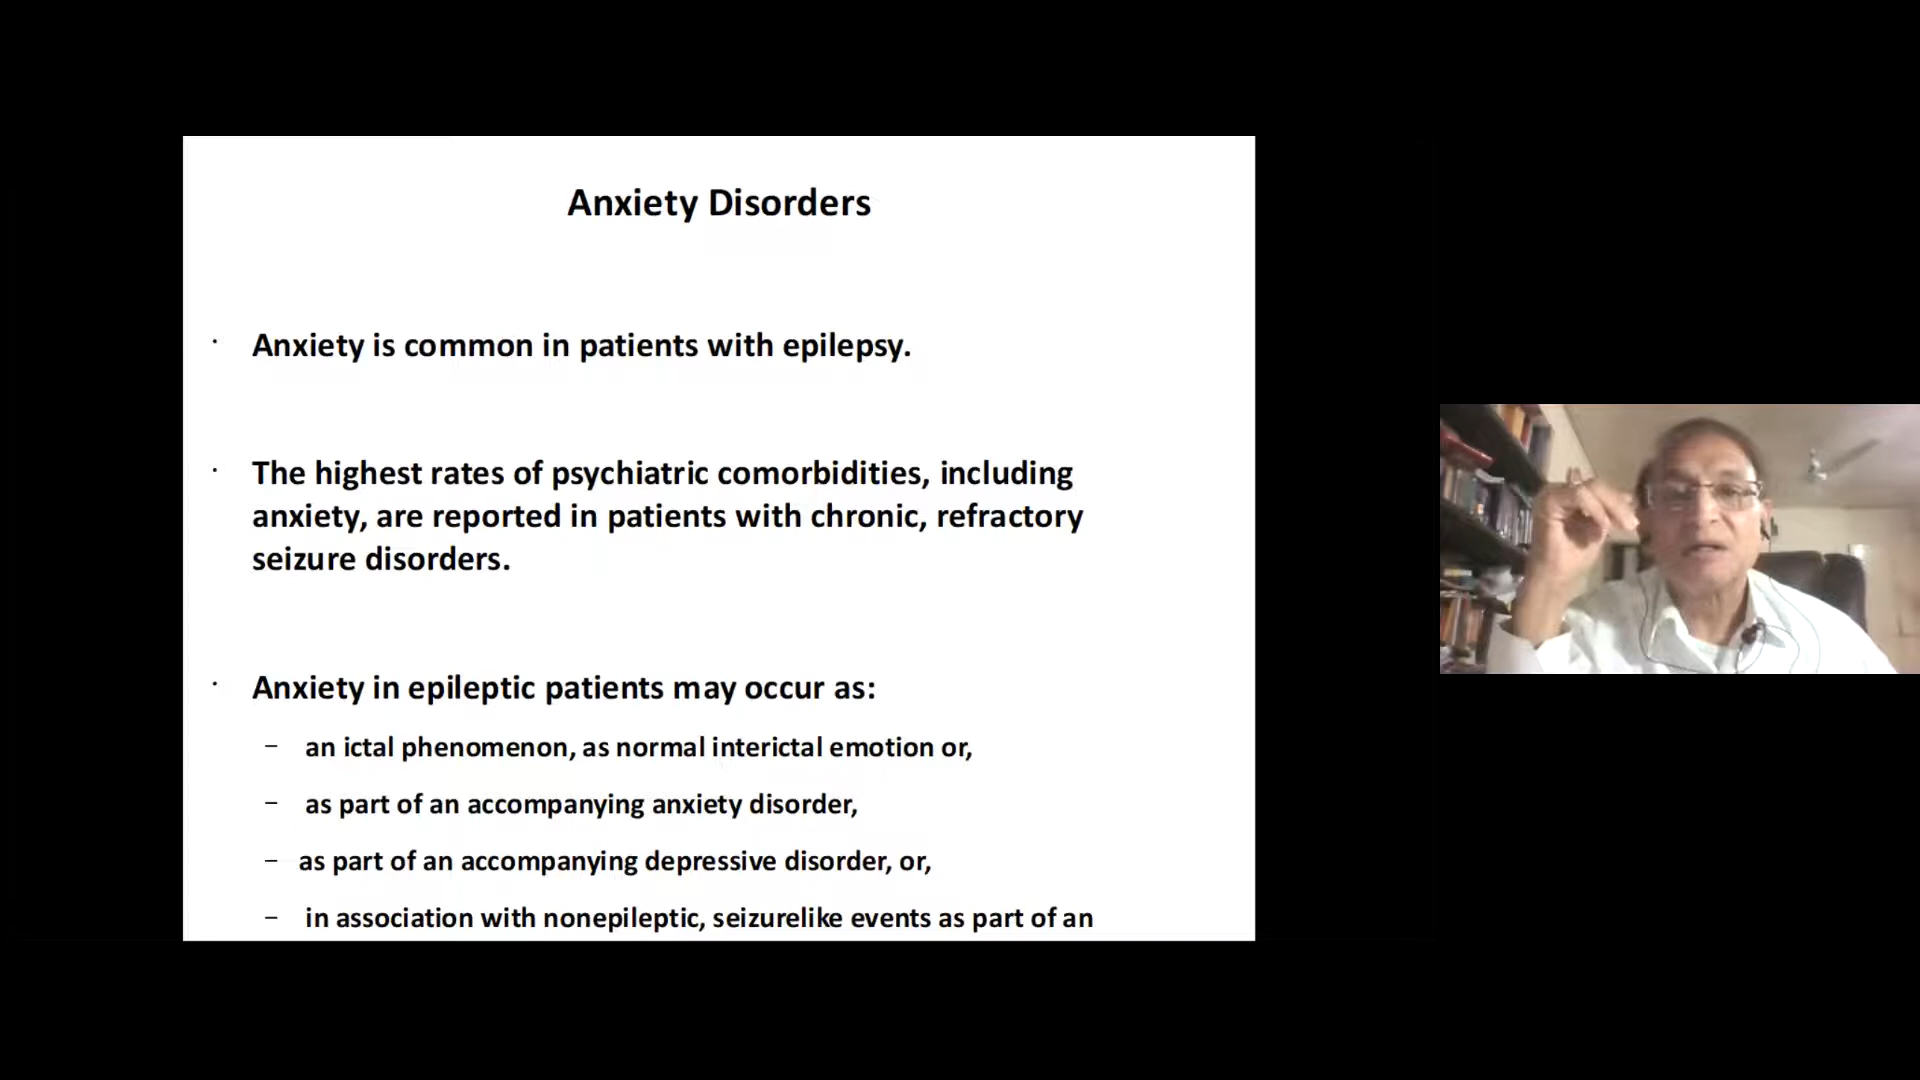 Anxiety Disorders
· Anxiety is common in patients with epilepsy.
· The highest rates of psychiatric comorbidities, including
anxiety, are reported in patients with chronic, refractory
seizure disorders.
· Anxiety in epileptic patients may occur as:
– an ictal phenomenon, as normal interictal emotion or,
– as part of an accompanying anxiety disorder,
– as part of an accompanying depressive disorder, or,
– in association with nonepileptic, seizurelike events as part of an